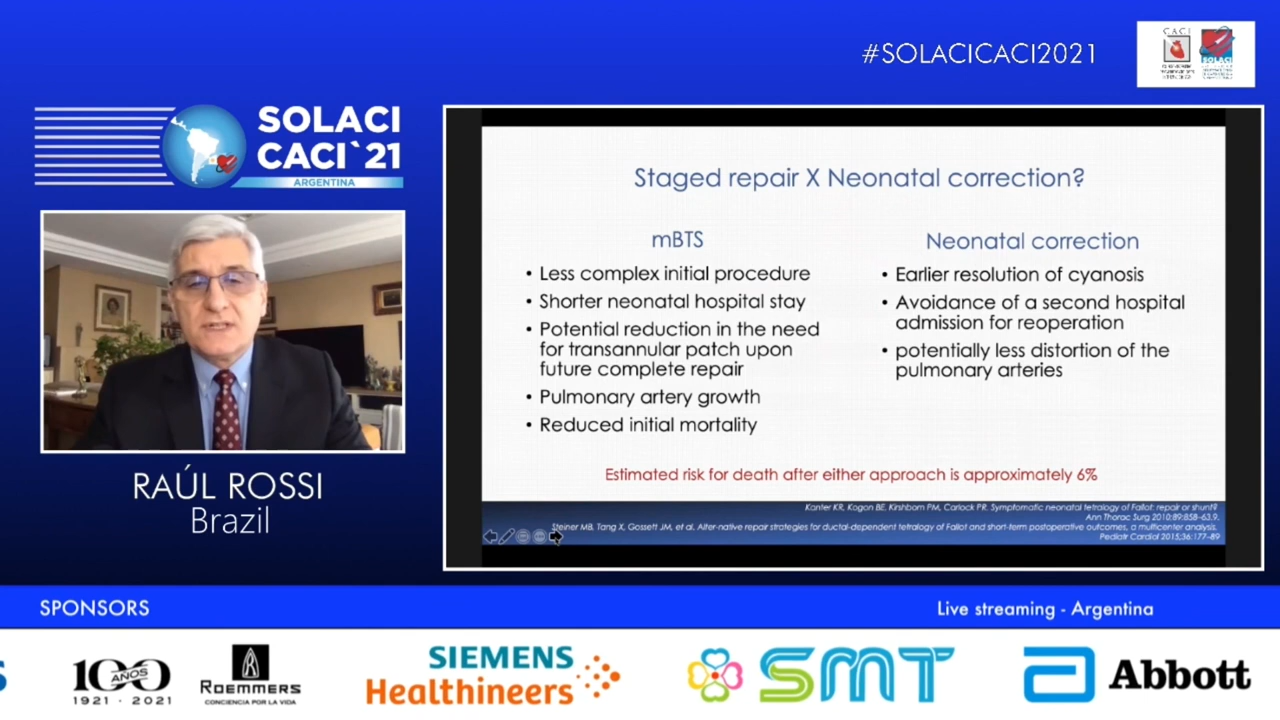 #SOLACICACI2021
CACI
SOLACI
SOLACI
CACI`21
ARGENTINA
Staged repair X Neonatal correction?
mBTS
• Less complex initial procedure
• Shorter neonatal hospital stay
• Potential reduction in the need
for transannular patch upon
future complete repair
• Pulmonary artery growth
• Reduced initial mortality
Neonatal correction
• Earlier resolution of cyanosis
• Avoidance of a second hospital
admission for reoperation
• potentially less distortion of the
pulmonary arteries
Estimated risk for death after either approach is approximately 6%
Kanter KR, Kogon BE, Kirshbom PM, Carlock PR. Symptomatic neonatal tetralogy of Fallot: repair or shunt?
Ann Thorac Surg 2010;89:858–63.9.
Steiner MB, Tang X, Gossett JM, et al. Alter-native repair strategies for ductal-dependent tetralogy of Fallot and short-term postoperative outcomes, a multicenter analysis.
Pediatr Cardiol 2015;36:177–89
RAÚL ROSSI
Brazil
SPONSORS
Live streaming - Argentina
S
100
AÑOS
1921 · 2021
ROEMMERS
CONCIENCIA POR LA VIDA
SIEMENS
Healthineers
SMT
Abbott